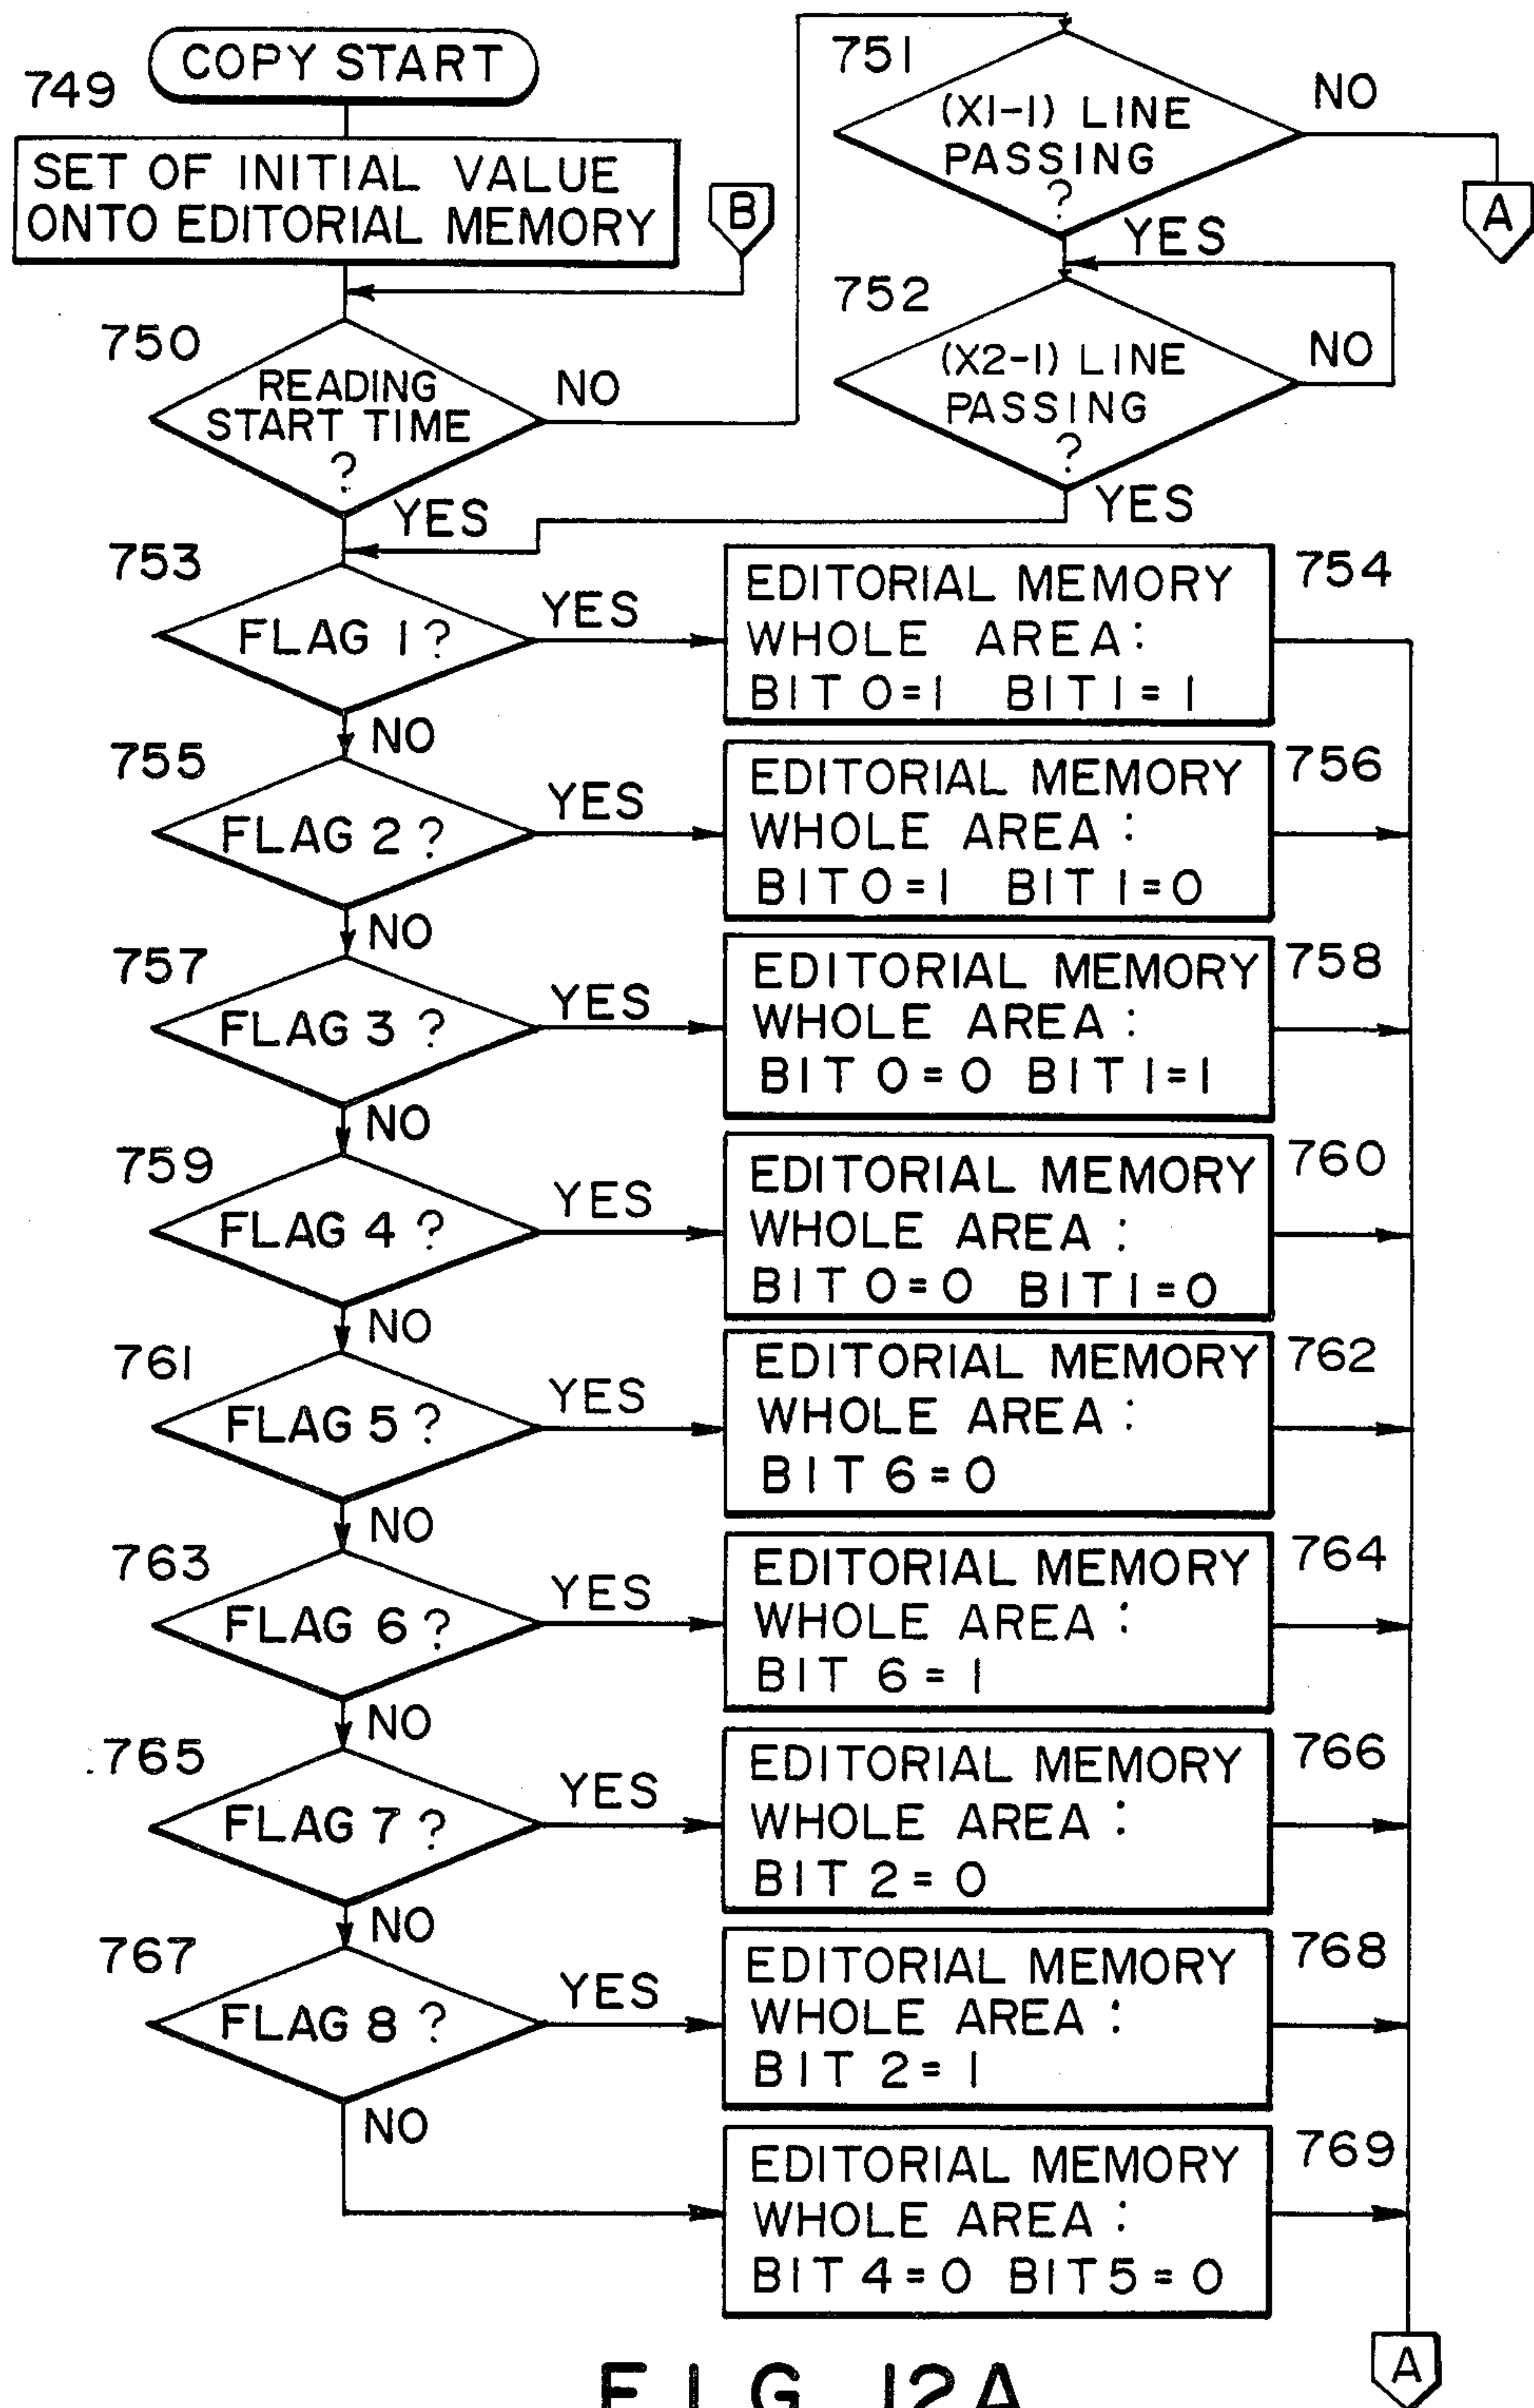 COPY START
749
SET OF INITIAL VALUE
ONTO EDITORIAL MEMORY
B
750
READING
START TIME
?
NO
YES
751
(X1-1) LINE
PASSING
?
NO
A
YES
752
(X2-1) LINE
PASSING
?
NO
YES
753
FLAG 1 ?
YES
NO
EDITORIAL MEMORY
WHOLE AREA:
BIT 0=1 BIT 1=1
754
755
FLAG 2 ?
YES
NO
EDITORIAL MEMORY
WHOLE AREA:
BIT 0=1 BIT 1=0
756
757
FLAG 3 ?
YES
NO
EDITORIAL MEMORY
WHOLE AREA:
BIT 0=0 BIT 1=1
758
759
FLAG 4 ?
YES
NO
EDITORIAL MEMORY
WHOLE AREA:
BIT 0=0 BIT 1=0
760
761
FLAG 5 ?
YES
NO
EDITORIAL MEMORY
WHOLE AREA:
BIT 6=0
762
763
FLAG 6 ?
YES
NO
EDITORIAL MEMORY
WHOLE AREA:
BIT 6=1
764
765
FLAG 7 ?
YES
NO
EDITORIAL MEMORY
WHOLE AREA:
BIT 2=0
766
767
FLAG 8 ?
YES
NO
EDITORIAL MEMORY
WHOLE AREA:
BIT 2=1
768
EDITORIAL MEMORY
WHOLE AREA:
BIT 4=0 BIT 5=0
769
A
FIG 12A